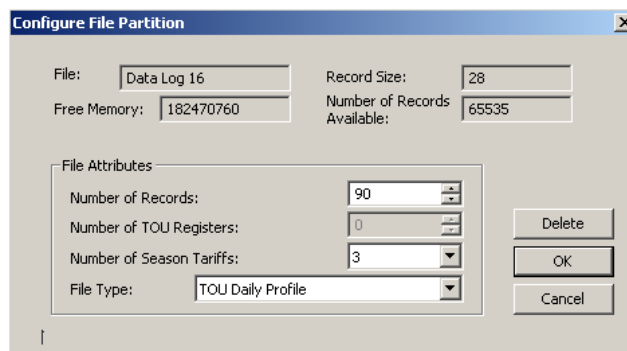 Configure File Partition
File: Data Log 16 Record Size: 28
Free Memory: 182470760 Number of Records Available: 65535
File Attributes
Number of Records: 90
Number of TOU Registers: 0
Number of Season Tariffs: 3
File Type: TOU Daily Profile
Delete
OK
Cancel